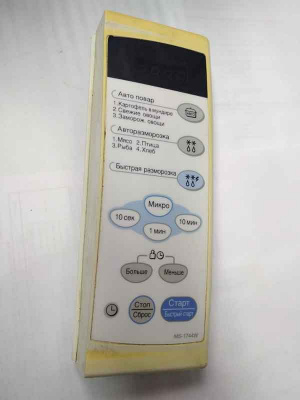 Авто повар
1.Картофель в мундире
2.Свежие овощи
3.Заморож. овощи
Авторазморозка
1.Мясо 2.Птица
3.Рыба 4.Хлеб
Быстрая разморозка
Микро
10 сек
10 мин
1 мин
Больше
Меньше
Стоп
Сброс
Старт
Быстрый старт